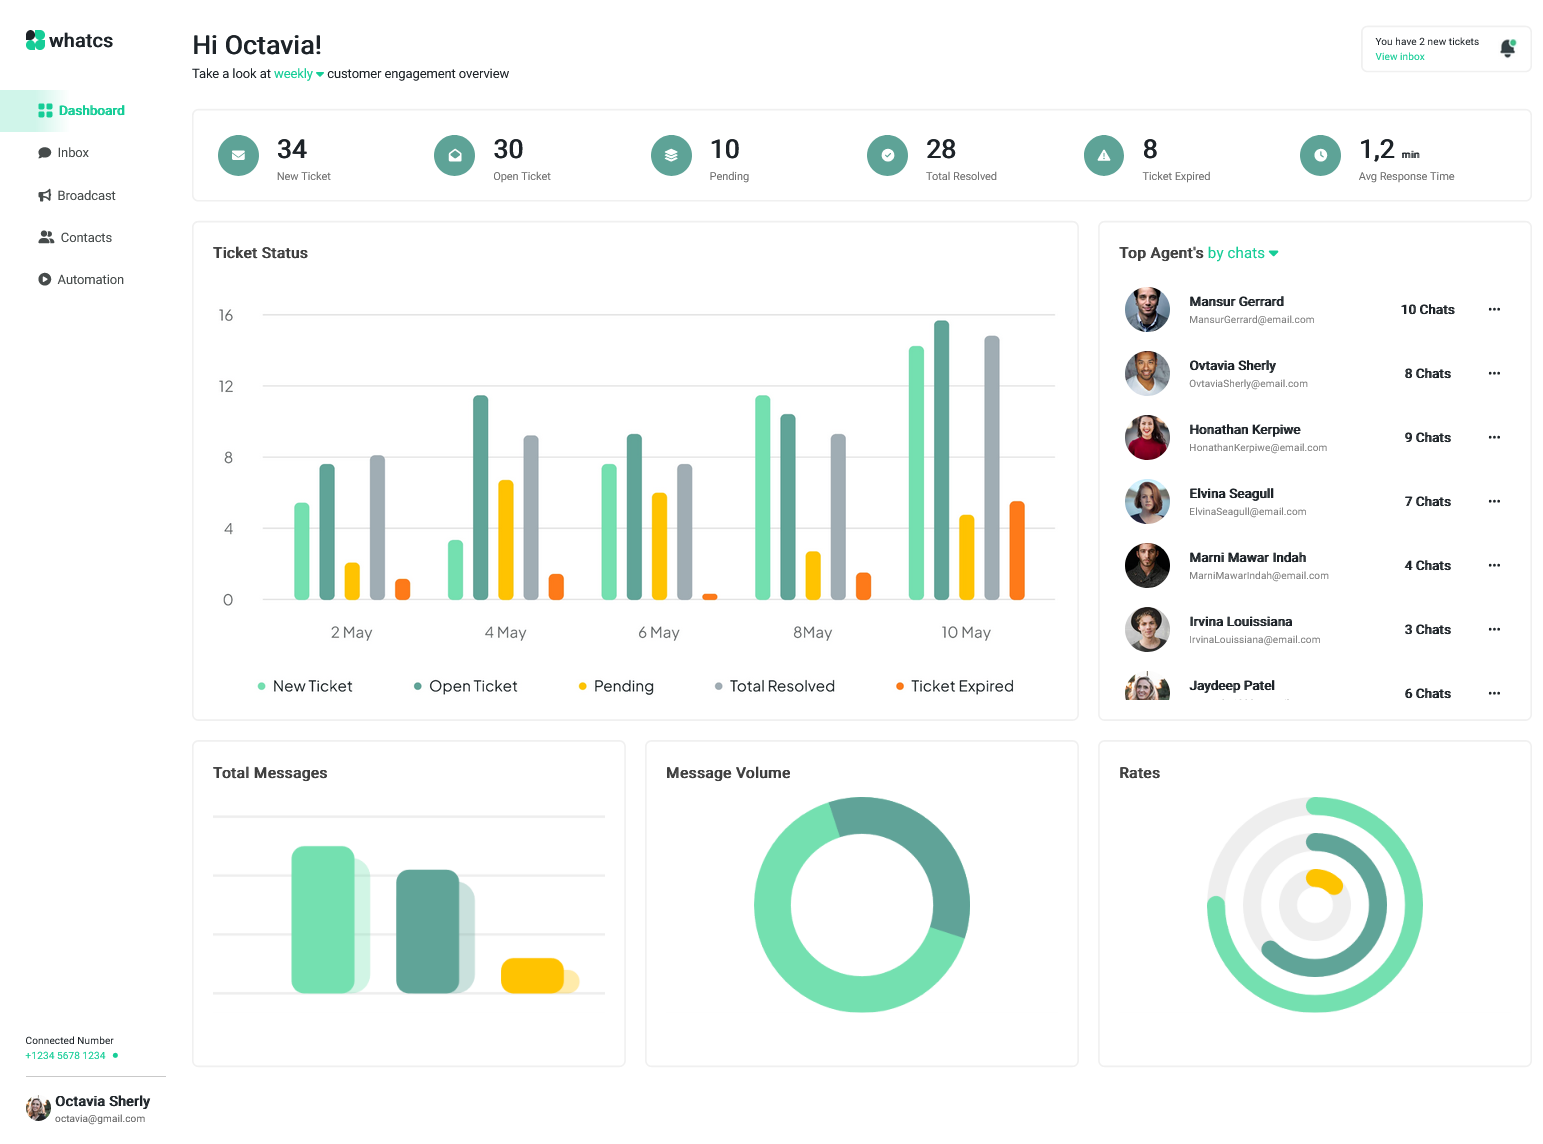 whatcs
Dashboard
Inbox
Broadcast
Contacts
Automation
Connected Number
+1234 5678 1234
Octavia Sherly
octavia@gmail.com
Hi Octavia!
Take a look at weekly customer engagement overview
You have 2 new tickets
View inbox
34
New Ticket
30
Open Ticket
10
Pending
28
Total Resolved
8
Ticket Expired
1,2 min
Avg Response Time
Ticket Status
16
12
8
4
0
2 May
4 May
6 May
8May
10 May
New Ticket
Open Ticket
Pending
Total Resolved
Ticket Expired
Top Agent's by chats
Mansur Gerrard
MansurGerrard@email.com
10 Chats
Ovtavia Sherly
OvtaviaSherly@email.com
8 Chats
Honathan Kerpiwe
HonathanKerpiwe@email.com
9 Chats
Elvina Seagull
ElvinaSeagull@email.com
7 Chats
Marni Mawar Indah
MarniMawarIndah@email.com
4 Chats
Irvina Louissiana
IrvinaLouissiana@email.com
3 Chats
Jaydeep Patel
6 Chats
Total Messages
Message Volume
Rates